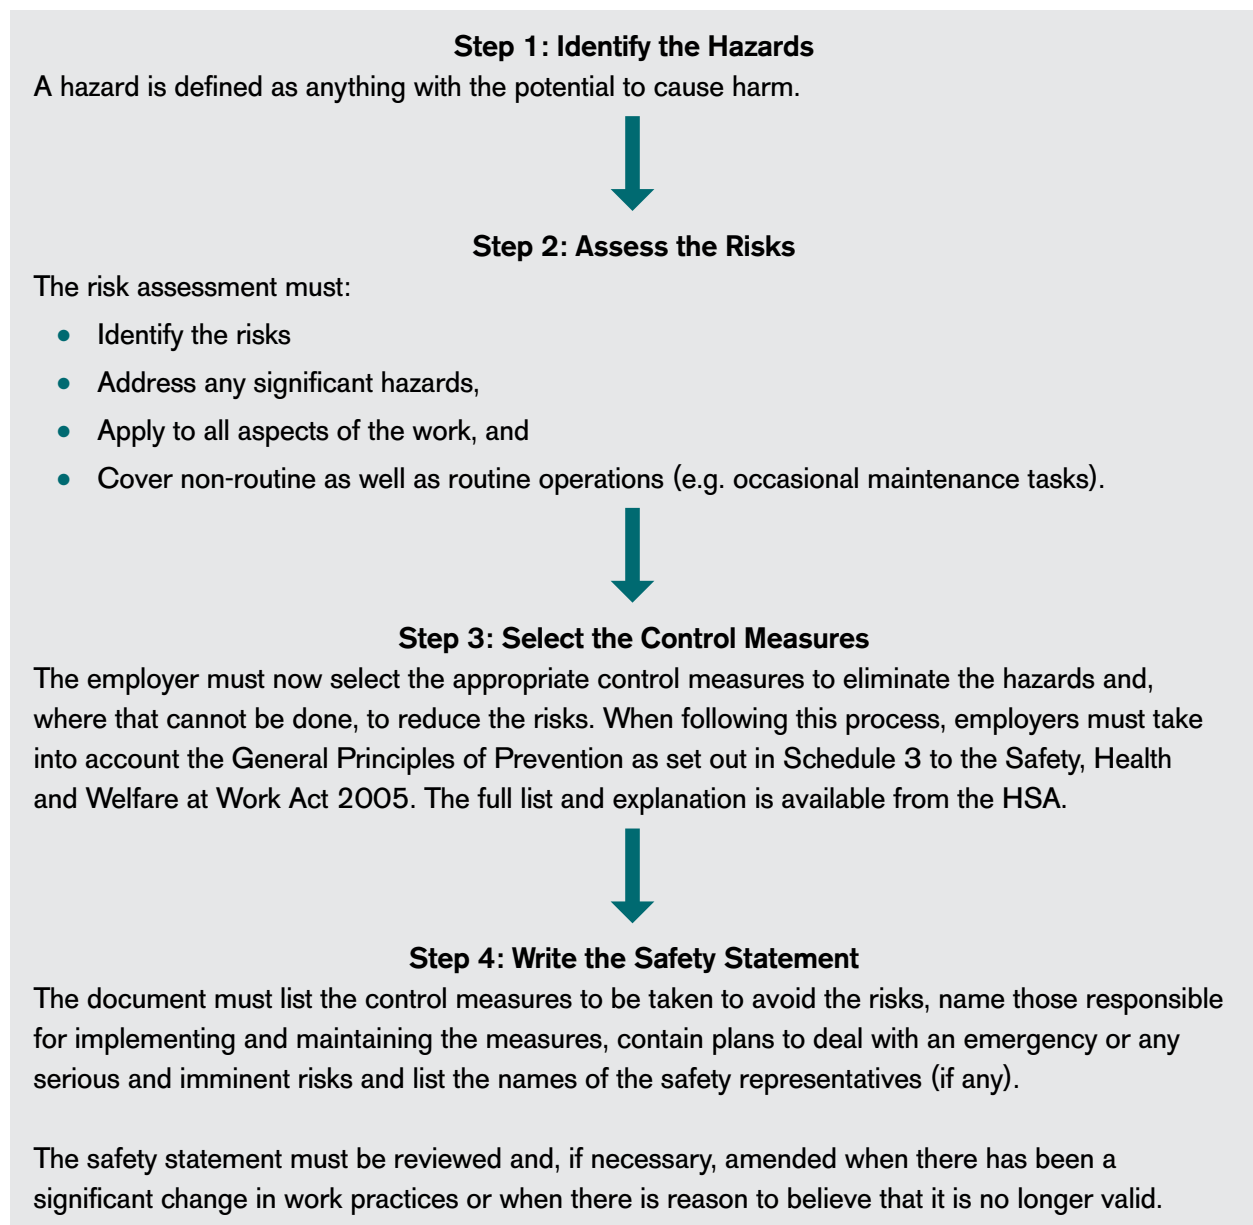 Step 1: Identify the Hazards
A hazard is defined as anything with the potential to cause harm.
Step 2: Assess the Risks
The risk assessment must:
• Identify the risks
• Address any significant hazards,
• Apply to all aspects of the work, and
• Cover non-routine as well as routine operations (e.g. occasional maintenance tasks).
Step 3: Select the Control Measures
The employer must now select the appropriate control measures to eliminate the hazards and,
where that cannot be done, to reduce the risks. When following this process, employers must take
into account the General Principles of Prevention as set out in Schedule 3 to the Safety, Health
and Welfare at Work Act 2005. The full list and explanation is available from the HSA.
Step 4: Write the Safety Statement
The document must list the control measures to be taken to avoid the risks, name those responsible
for implementing and maintaining the measures, contain plans to deal with an emergency or any
serious and imminent risks and list the names of the safety representatives (if any).
The safety statement must be reviewed and, if necessary, amended when there has been a
significant change in work practices or when there is reason to believe that it is no longer valid.